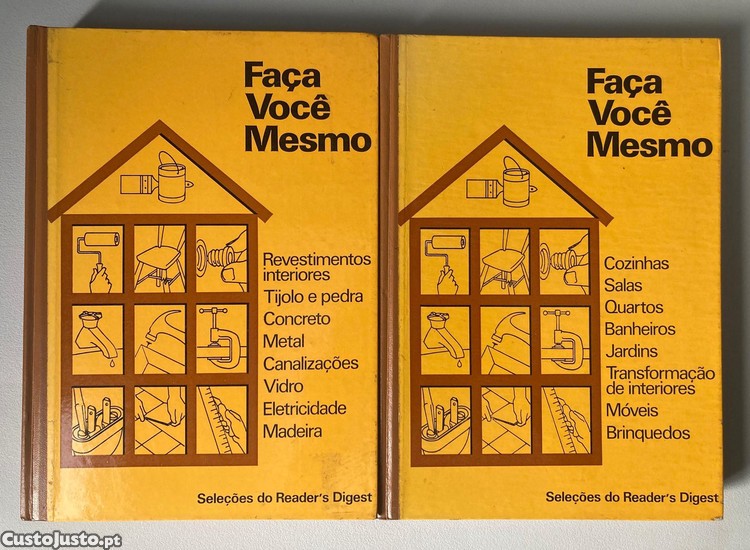 Faça
Você
Mesmo
Revestimentos
interiores
Tijolo e pedra
Concreto
Metal
Canalizações
Vidro
Eletricidade
Madeira
Seleções do Reader's Digest
Faça
Você
Mesmo
Cozinhas
Salas
Quartos
Banheiros
Jardins
Transformação
de interiores
Móveis
Brinquedos
Seleções do Reader's Digest
CustoJusto.pt